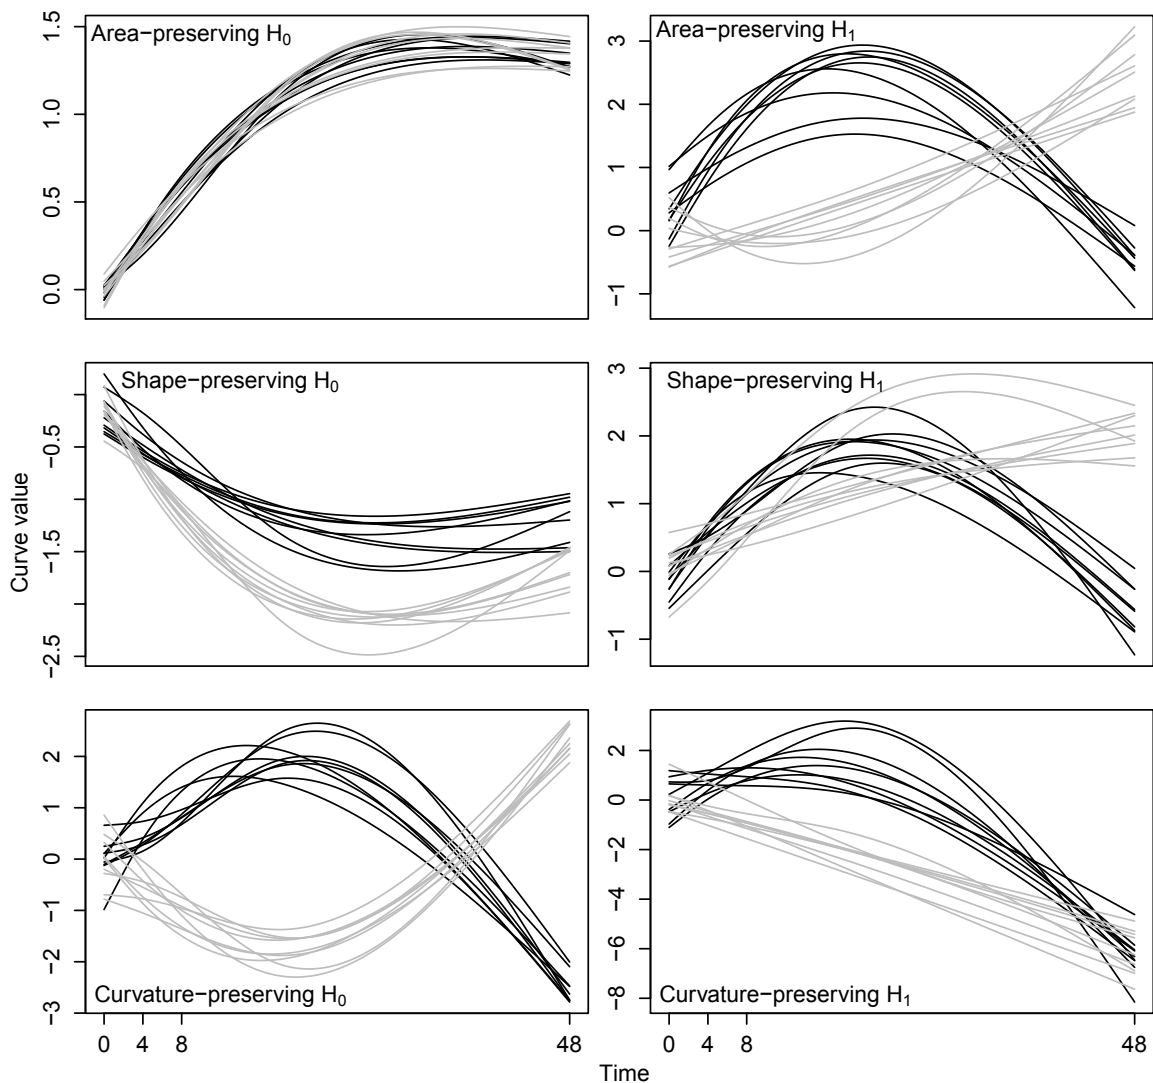 Area−preserving H₀
1.5
1.0
0.5
0.0
Area−preserving H₁
3
2
1
0
−1
Shape−preserving H₀
−0.5
−1.5
−2.5
Shape−preserving H₁
3
2
1
0
−1
Curve value
2
1
0
−1
−2
−3
Curvature−preserving H₀
0 4 8 48
2
0
−2
−4
−6
−8
Curvature−preserving H₁
0 4 8 48
Time